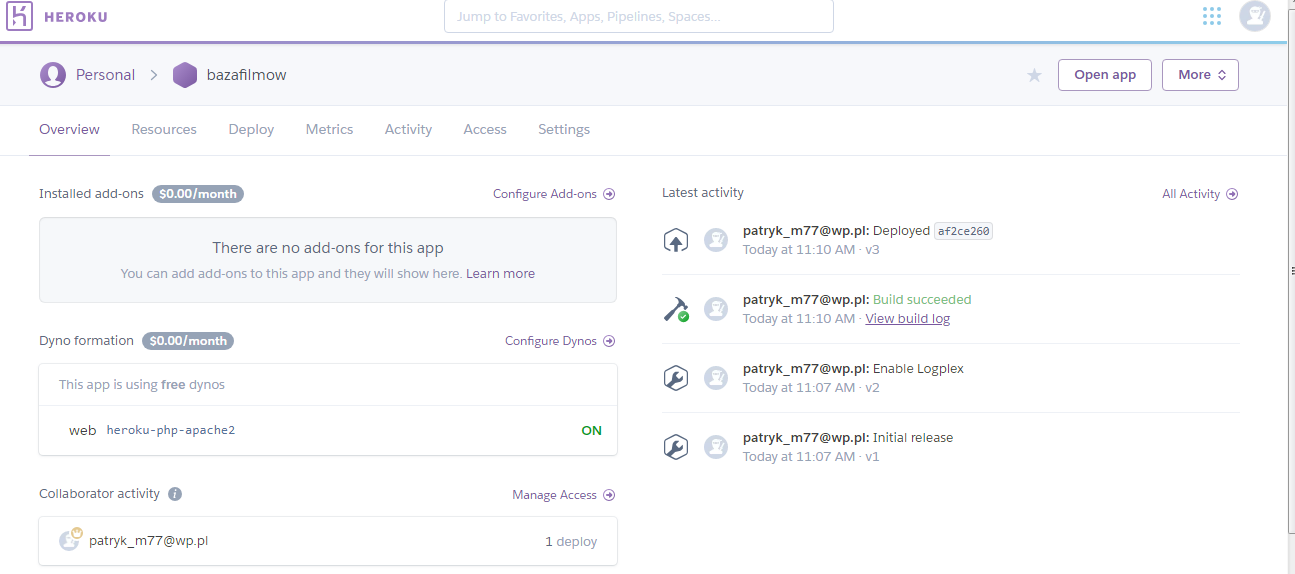 HEROKU
Jump to Favorites, Apps, Pipelines, Spaces...
Personal > bazafilmow
Open app
More
Overview
Resources
Deploy
Metrics
Activity
Access
Settings
Installed add-ons $0.00/month
Configure Add-ons
There are no add-ons for this app
You can add add-ons to this app and they will show here. Learn more
Dyno formation $0.00/month
Configure Dynos
This app is using free dynos
web heroku-php-apache2
ON
Collaborator activity i
Manage Access
patryk_m77@wp.pl
1 deploy
Latest activity
All Activity
patryk_m77@wp.pl: Deployed af2ce260
Today at 11:10 AM · v3
patryk_m77@wp.pl: Build succeeded
Today at 11:10 AM · View build log
patryk_m77@wp.pl: Enable Logplex
Today at 11:07 AM · v2
patryk_m77@wp.pl: Initial release
Today at 11:07 AM · v1